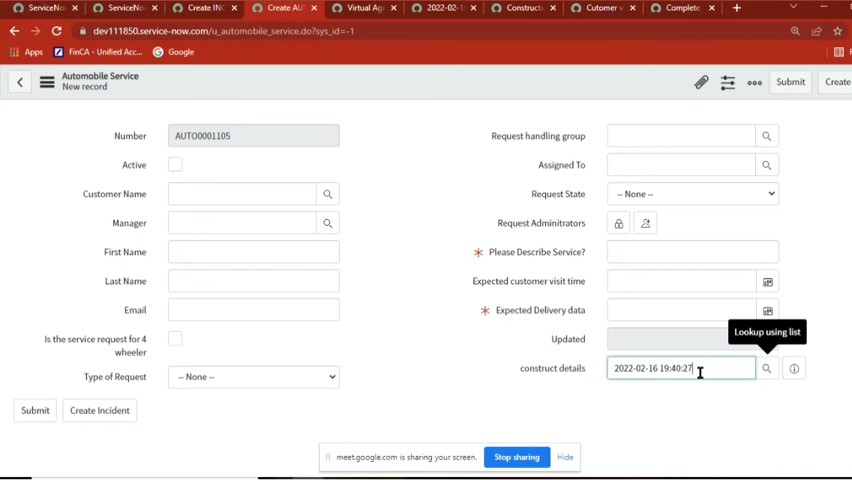 ServiceNo
ServiceNo
Create INC
Create AUT
Virtual Age
2022-02-1
Constructi
Cutomer v
Complete
dev111850.service-now.com/u_automobile_service.do?sys_id=-1
Apps
FinCA - Unified Acc...
Google
Automobile Service
New record
Submit
Create
Number
AUTO0001105
Active
Customer Name
Manager
First Name
Last Name
Email
Is the service request for 4
wheeler
Type of Request
-- None --
Request handling group
Assigned To
Request State
-- None --
Request Adminitrators
* Please Describe Service?
Expected customer visit time
* Expected Delivery data
Updated
Lookup using list
construct details
2022-02-16 19:40:27
Submit
Create Incident
meet.google.com is sharing your screen.
Stop sharing
Hide